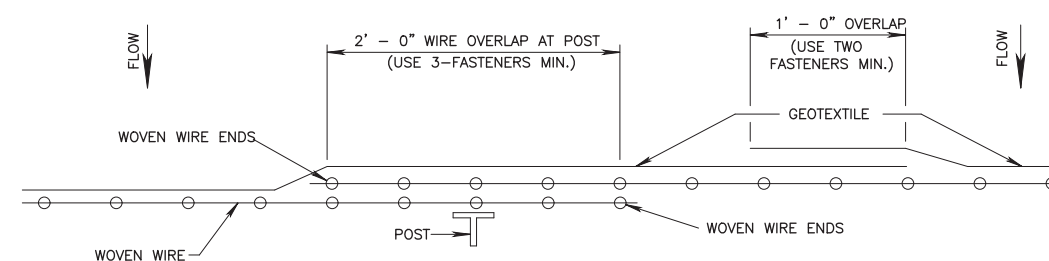 FLOW
2' - 0" WIRE OVERLAP AT POST
(USE 3-FASTENERS MIN.)
1' - 0" OVERLAP
(USE TWO
FASTENERS MIN.)
FLOW
WOVEN WIRE ENDS
GEOTEXTILE
POST
WOVEN WIRE ENDS
WOVEN WIRE